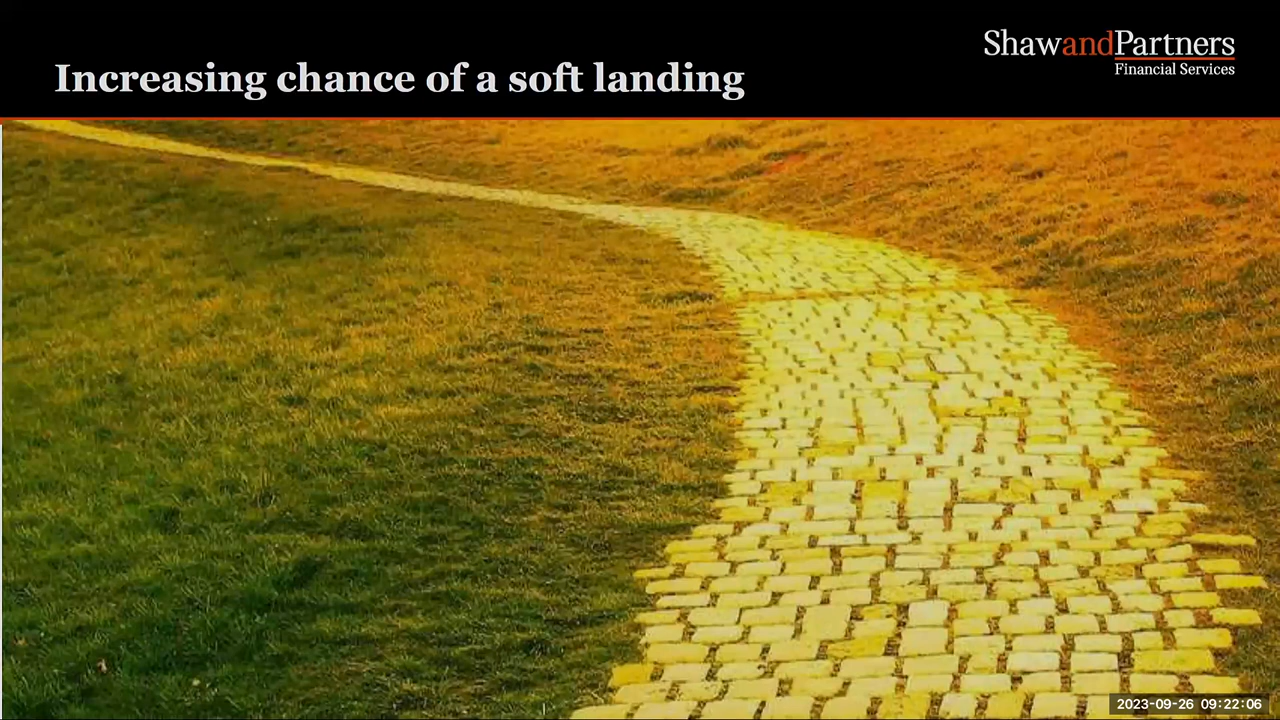 Increasing chance of a soft landing
ShawandPartners
Financial Services
2023-09-26 09:22:06